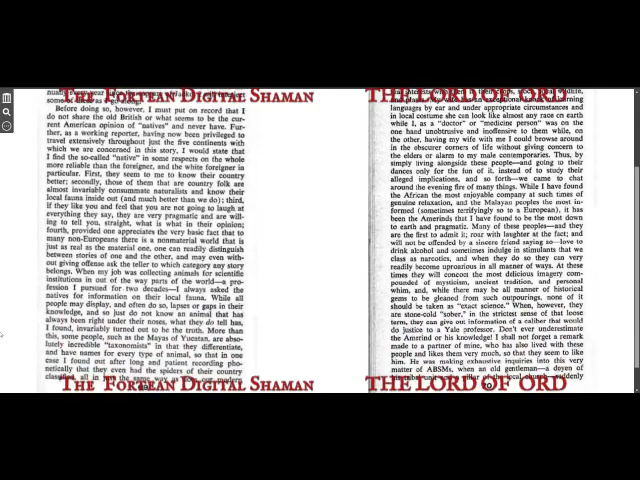 THE FORTEAN DIGITAL SHAMAN
some of these as I go along.
Before doing so, however, I must put on record that I
do not share the old British or what seems to be the cur-
rent American opinion of "natives" and never have. Fur-
ther, as a working reporter, having now been privileged to
travel extensively throughout just the five continents with
which we are concerned in this story, I would state that
I find the so-called "native" in some respects on the whole
more reliable than the foreigner, and the white foreigner in
particular. First, they seem to me to know their country
better; secondly, those of them that are country folk are
almost invariably consummate naturalists and know their
local fauna inside out (and much better than we do); third,
if they like you and feel that you are not going to laugh at
everything they say, they are very pragmatic and are will-
ing to tell you, straight, what is what in their opinion;
fourth, provided one appreciates the very basic fact that to
many non-Europeans there is a nonmaterial world that is
just as real as the material one, one can readily distinguish
between stories of one and the other, and may even with-
out giving offense ask the teller to which category any story
belongs. When my job was collecting animals for scientific
institutions in out of the way parts of the world—a pro-
fession I pursued for two decades—I always asked the
natives for information on their local fauna. While all
people may display, and often do so, lapses or gaps in their
knowledge, and so just do not know an animal that has
always been right under their noses, what they do tell has,
I found, invariably turned out to be the truth. More than
this, some people, such as the Mayas of Yucatan, are abso-
lutely incredible "taxonomists" in that they differentiate,
and have names for every type of animal, so that in one
case I found out after long and patient recording pho-
netically that they even had the spiders of their country
classified, all in just the same way as our modern
THE FORTEAN DIGITAL SHAMAN
THE LORD OF ORD
languages by ear and under appropriate circumstances and
in local costume she can look like almost any race on earth
while I, as a "doctor" or "medicine person" was on the
one hand unobtrusive and inoffensive to them while, on
the other, having my wife with me I could browse around
in the obscurer corners of life without giving concern to
the elders or alarm to my male contemporaries. Thus, by
simply living alongside these people—and going to their
dances only for the fun of it, instead of to study their
alleged implications, and so forth—we came to chat
around the evening fire of many things. While I have found
the African the most enjoyable company at such times of
genuine relaxation, and the Malayan peoples the most in-
formed (sometimes terrifyingly so to a European), it has
been the Amerinds that I have found to be the most down
to earth and pragmatic. Many of these peoples—and they
are the first to admit it; roar with laughter at the fact; and
will not be offended by a sincere friend saying so—love to
drink alcohol and sometimes indulge in stimulants that we
class as narcotics, and when they do so they can very
readily become uproarious in all manner of ways. At these
times they will concoct the most delicious imagery com-
pounded of mysticism, ancient tradition, and personal
whim, and, while there may be all manner of historical
gems to be gleaned from such outpourings, none of it
should be taken as "exact science." When, however, they
are stone-cold "sober," in the strictest sense of that loose
term, they can give out information of a caliber that would
do justice to a Yale professor. Don't ever underestimate
the Amerind or his knowledge! I shall not forget a remark
made to a partner of mine, who has also lived with these
people and likes them very much, so that they seem to like
him. He was making exhaustive inquiries into this very
matter of ABSMs, when an old gentleman—a doyen of
his tribal unit and a pillar of the local church—suddenly
THE LORD OF ORD